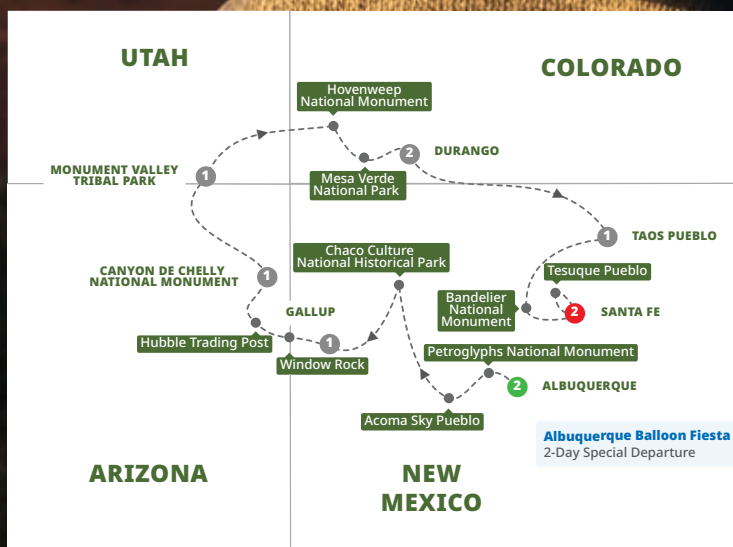 UTAH
COLORADO
Hovenweep
National Monument
2
DURANGO
MONUMENT VALLEY
TRIBAL PARK
1
Mesa Verde
National Park
1
TAOS PUEBLO
Chaco Culture
National Historical Park
Tesuque Pueblo
CANYON DE CHELLY
NATIONAL MONUMENT
1
Bandelier
National
Monument
2
SANTA FE
GALLUP
Hubble Trading Post
1
Petroglyphs National Monument
Window Rock
2
ALBUQUERQUE
Acoma Sky Pueblo
Albuquerque Balloon Fiesta
2-Day Special Departure
ARIZONA
NEW
MEXICO